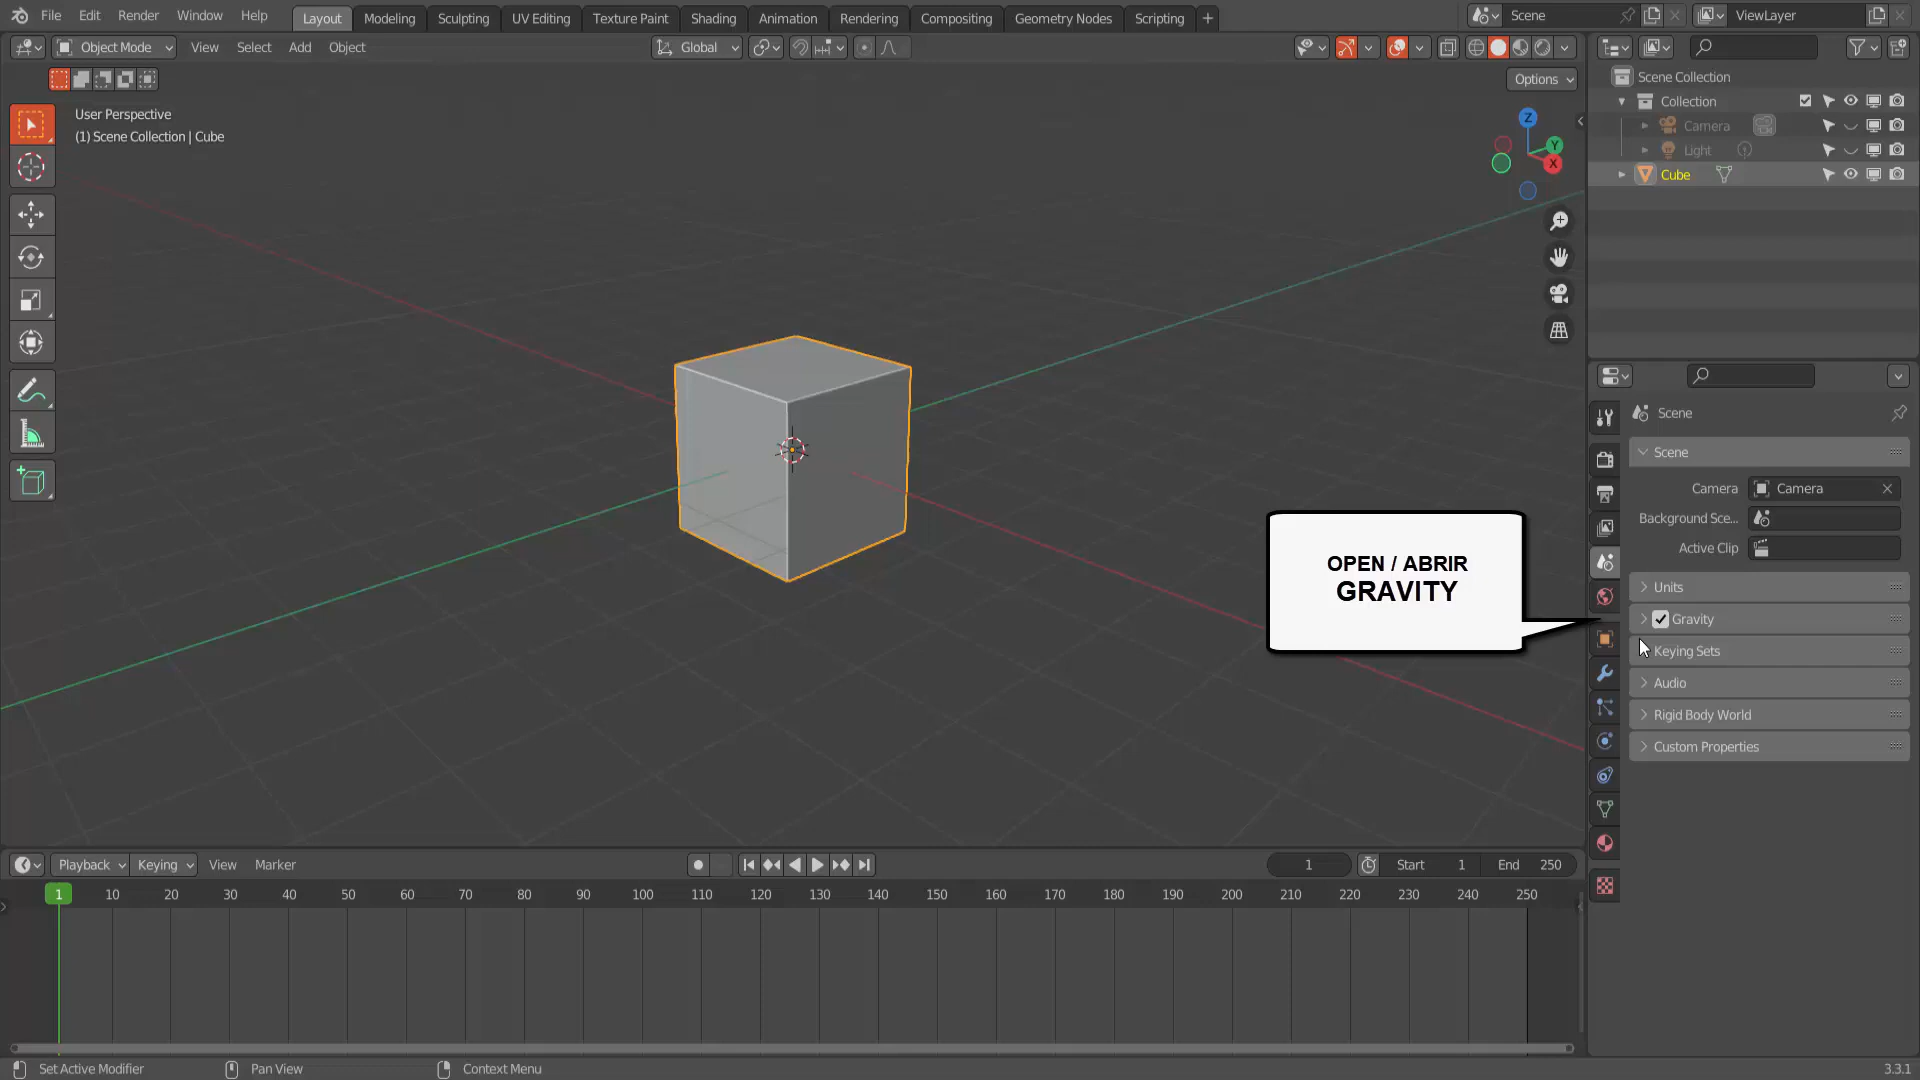 File Edit Render Window Help Layout Modeling Sculpting UV Editing Texture Paint Shading Animation Rendering Compositing Geometry Nodes Scripting + Scene ViewLayer
Object Mode View Select Add Object Global
Options
User Perspective
(1) Scene Collection | Cube
Z
Y
X
Scene Collection
Collection
Camera
Light
Cube
Scene
Scene
Camera Camera
Background Sce...
Active Clip
OPEN / ABRIR
GRAVITY
Units
Gravity
Keying Sets
Audio
Rigid Body World
Custom Properties
Playback Keying View Marker 1 Start 1 End 250
1 10 20 30 40 50 60 70 80 90 100 110 120 130 140 150 160 170 180 190 200 210 220 230 240 250
Set Active Modifier Pan View Context Menu 3.3.1